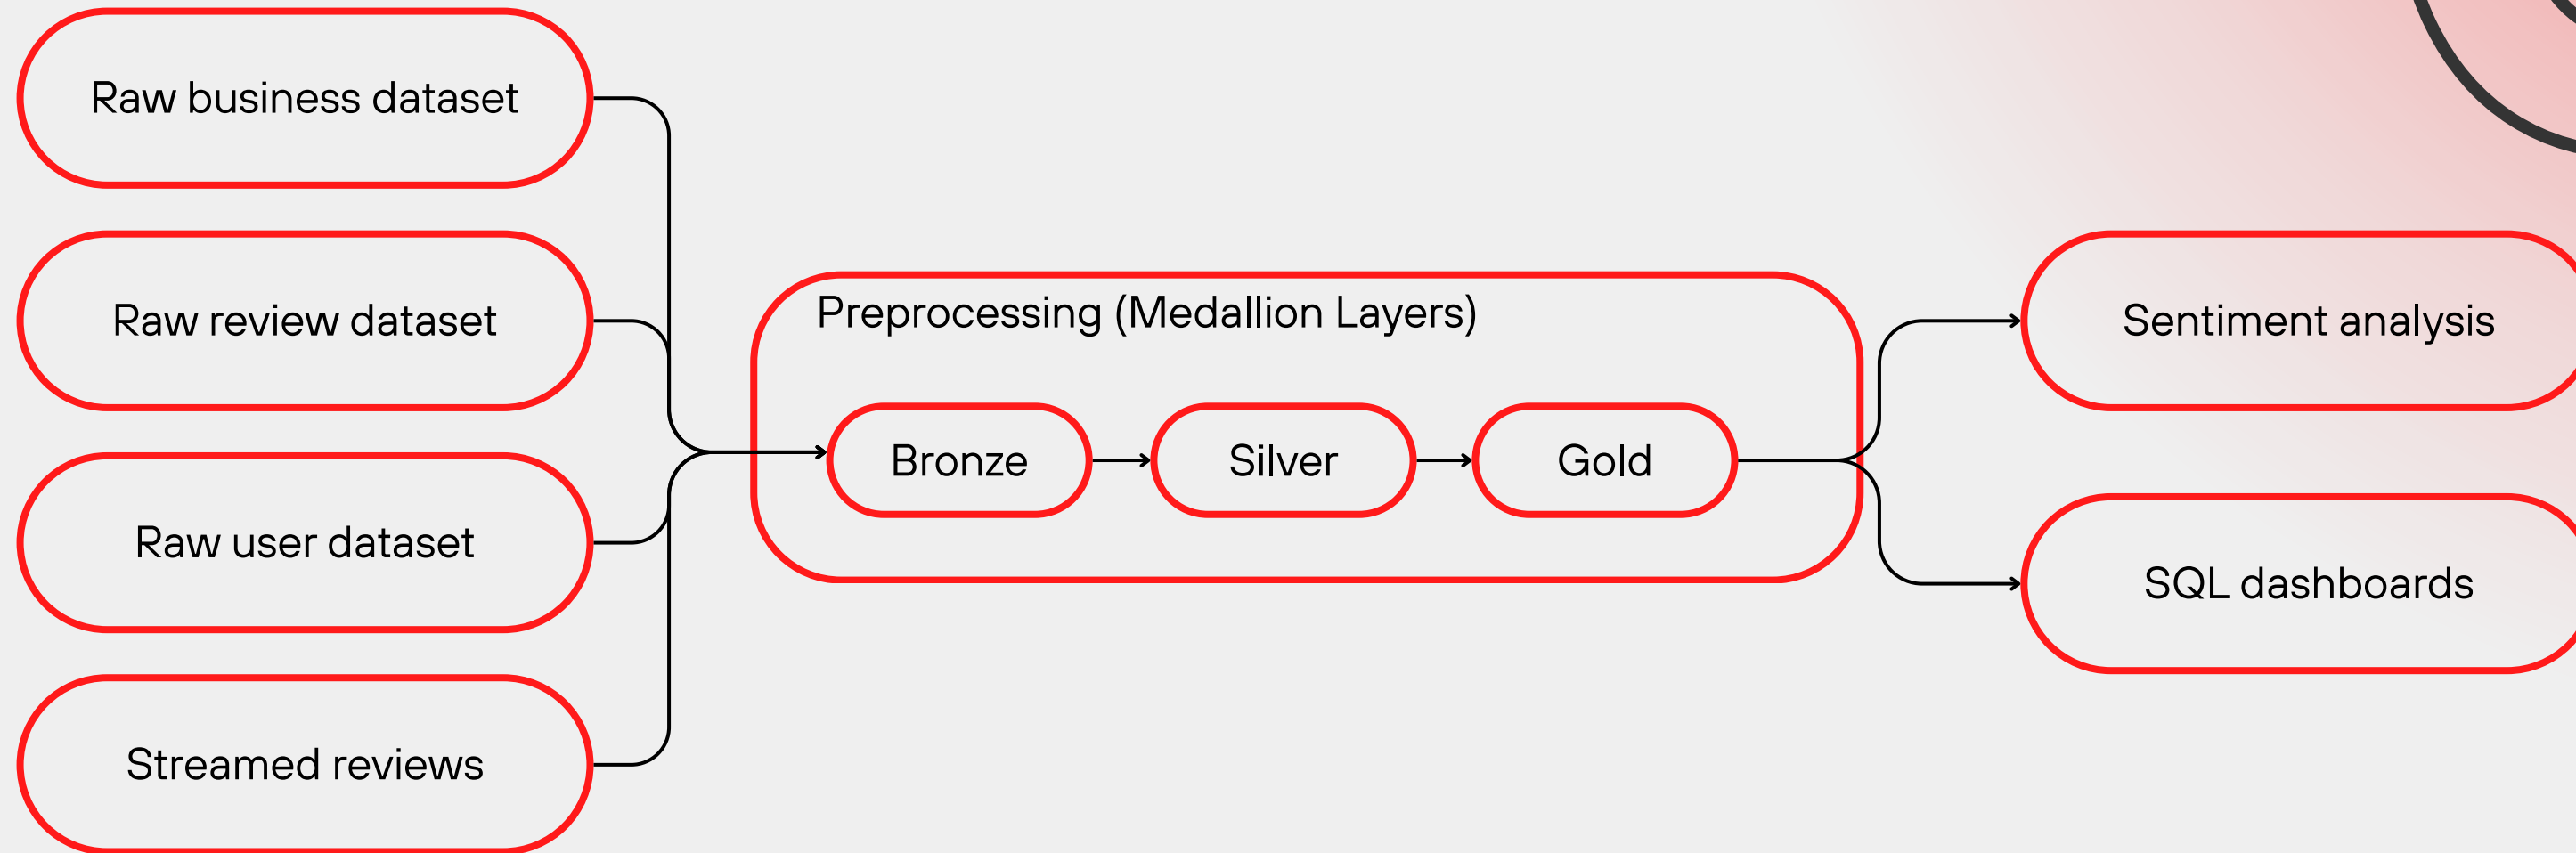 Raw business dataset
Raw review dataset
Raw user dataset
Streamed reviews
Preprocessing (Medallion Layers)
Bronze
Silver
Gold
Sentiment analysis
SQL dashboards